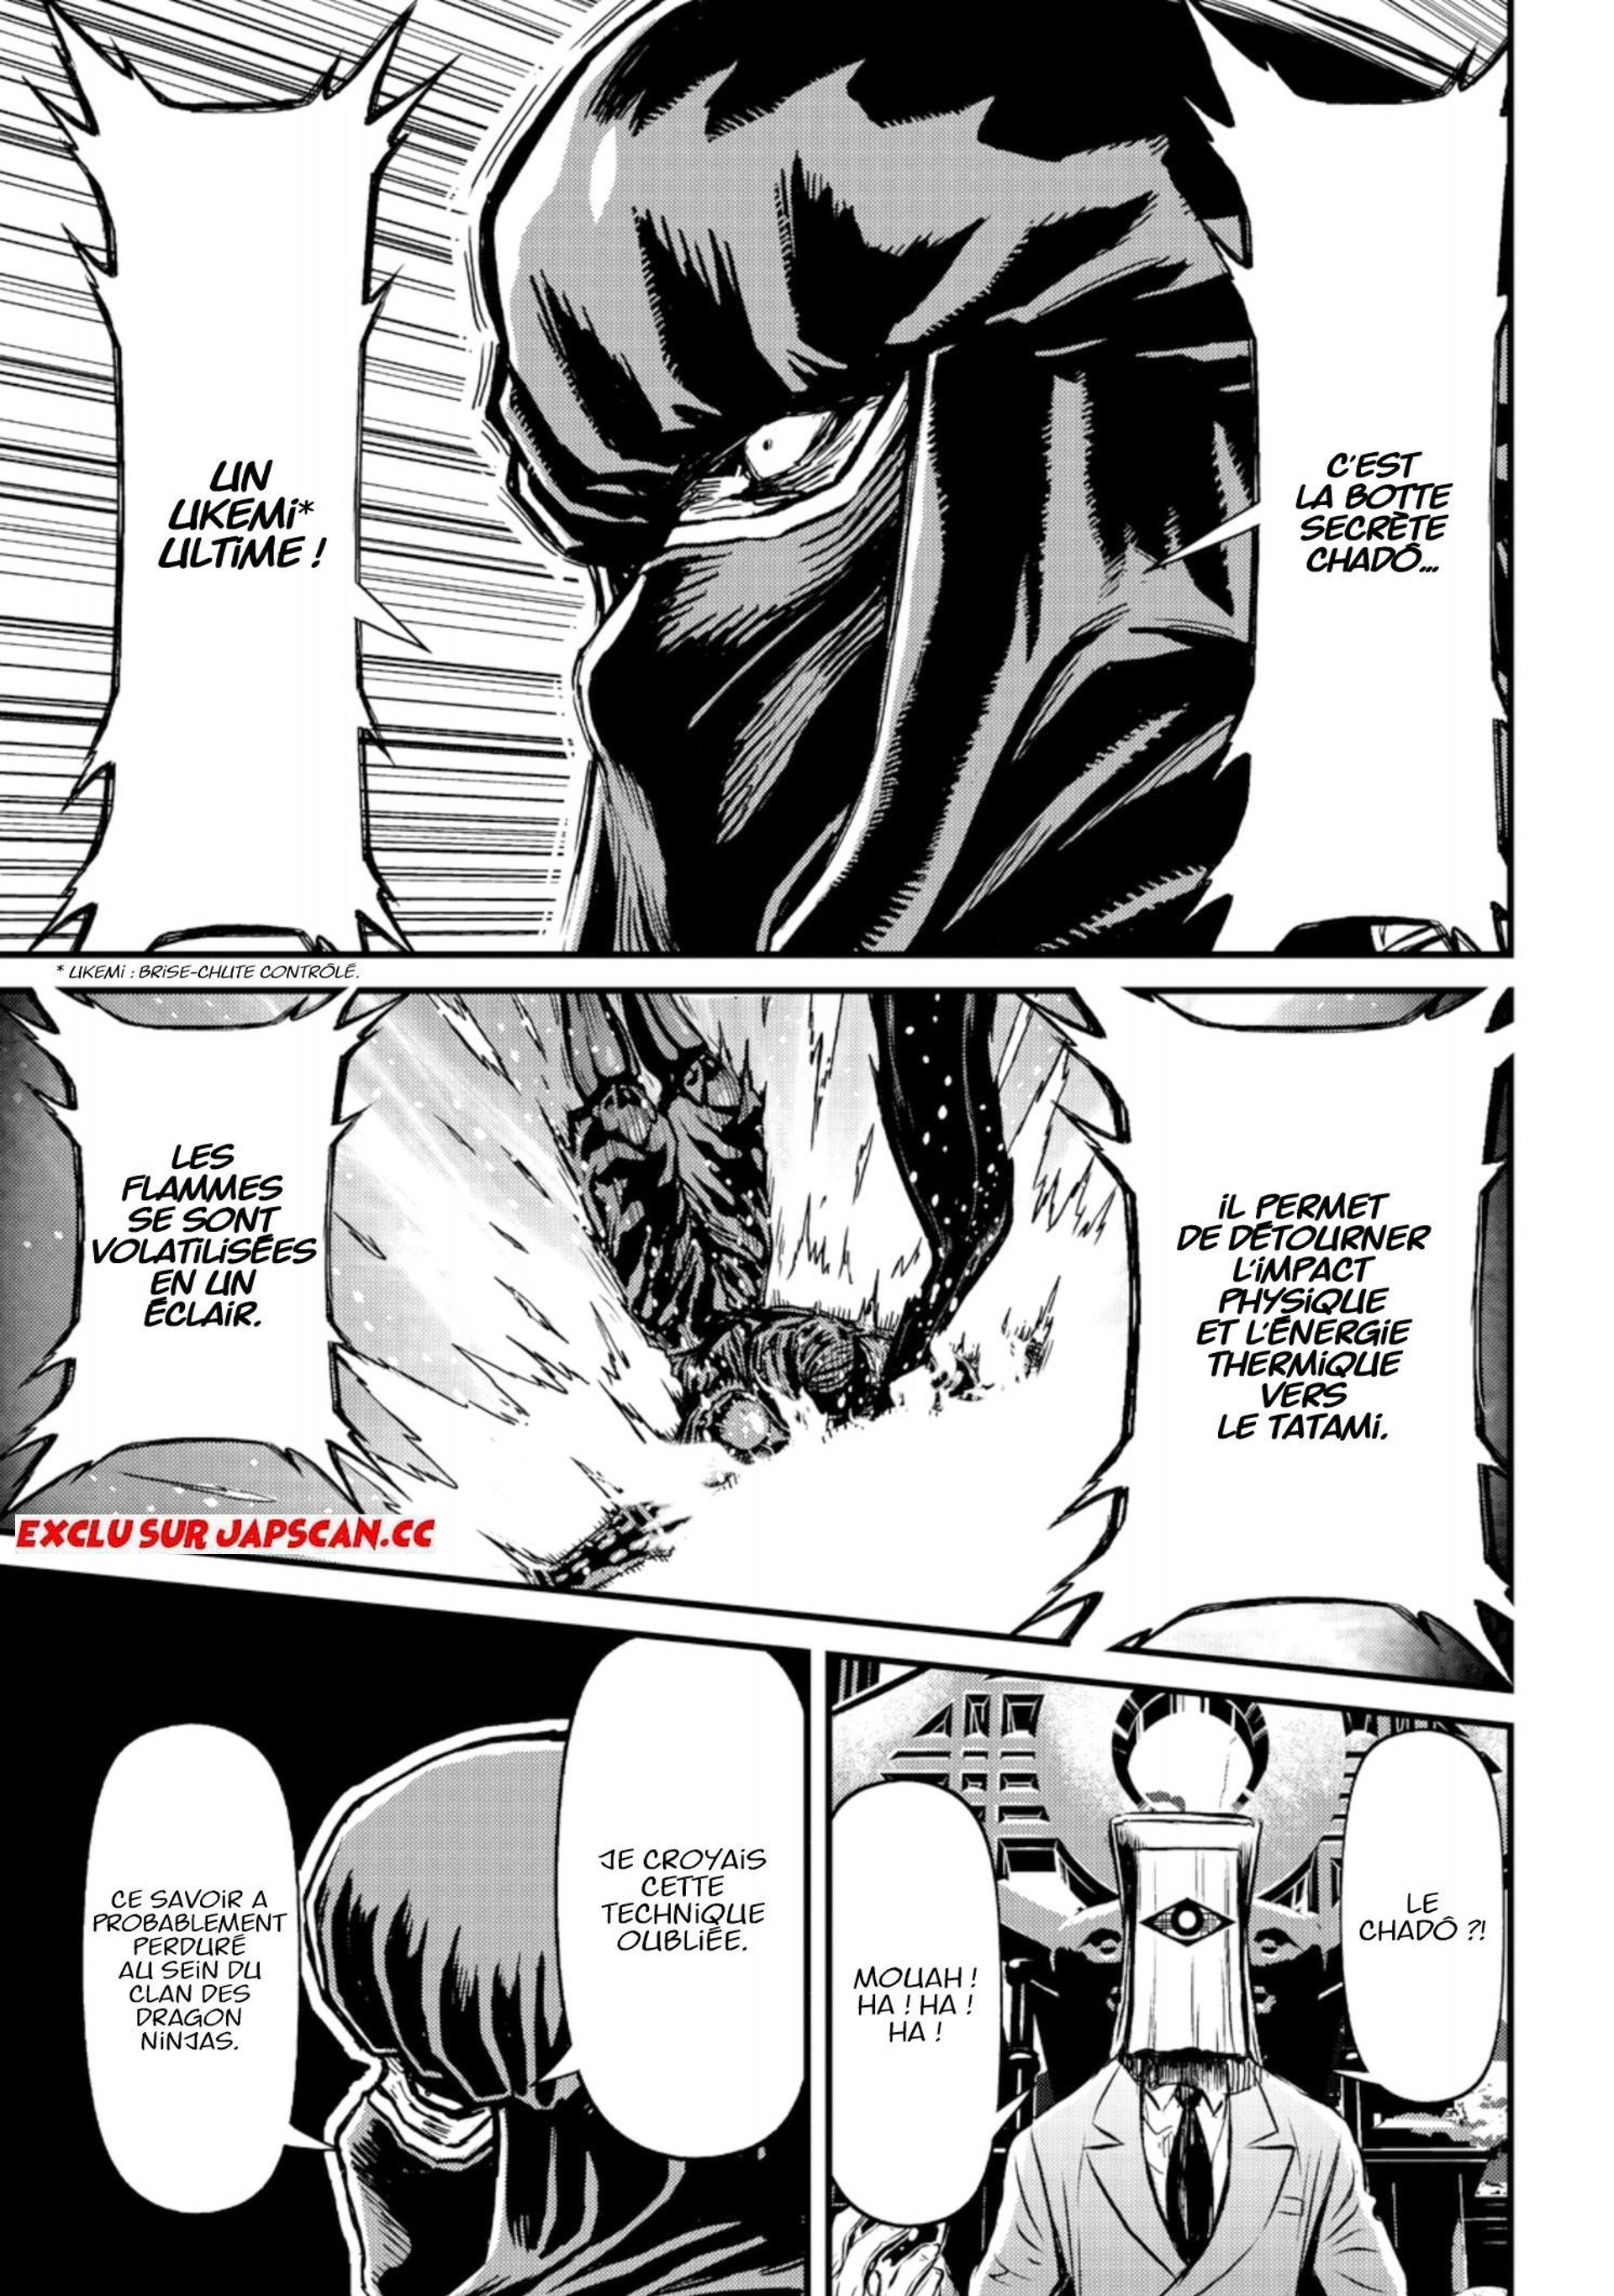 C'EST
LA BOTTE
SECRÈTE
CHADÔ...
UN
UKEMI*
ULTIME !
* UKEMI : BRISE-CHUTE CONTRÔLÉ.
IL PERMET
DE DÉTOURNER
L'IMPACT
PHYSIQUE
ET L'ÉNERGIE
THERMIQUE
VERS
LE TATAMI.
LES
FLAMMES
SE SONT
VOLATILISÉES
EN UN
ÉCLAIR.
EXCLU SUR JAPSCAN.CC
LE
CHADÔ ?!
MOUAH !
HA ! HA !
HA !
JE CROYAIS
CETTE
TECHNIQUE
OUBLIÉE.
CE SAVOIR A
PROBABLEMENT
PERDURÉ
AU SEIN DU
CLAN DES
DRAGON
NINJAS.